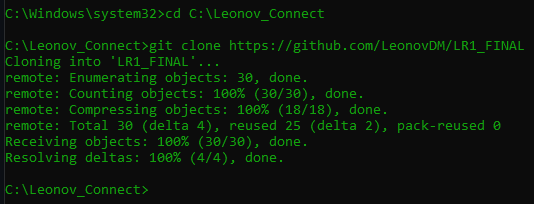 C:\Windows\system32>cd C:\Leonov_Connect
C:\Leonov_Connect>git clone https://github.com/LeonovDM/LR1_FINAL
Cloning into 'LR1_FINAL'...
remote: Enumerating objects: 30, done.
remote: Counting objects: 100% (30/30), done.
remote: Compressing objects: 100% (18/18), done.
remote: Total 30 (delta 4), reused 25 (delta 2), pack-reused 0
Receiving objects: 100% (30/30), done.
Resolving deltas: 100% (4/4), done.
C:\Leonov_Connect>